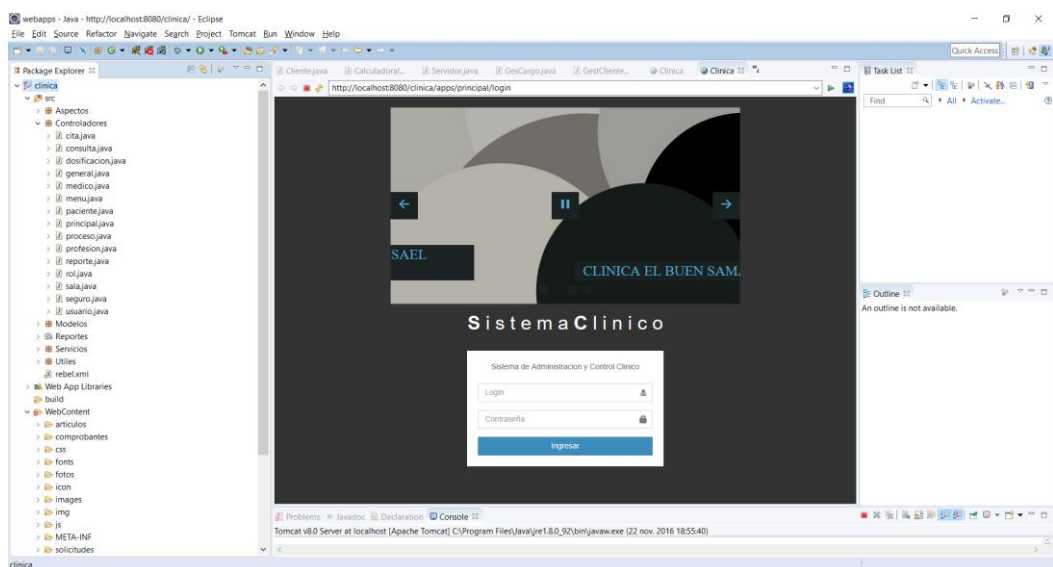 webapps - Java - http://localhost:8080/clinica/ - Eclipse
File Edit Source Refactor Navigate Search Project Tomcat Run Window Help
Quick Access
Package Explorer
clinica
src
Aspectos
Controladores
cita.java
consulta.java
dosificacion.java
general.java
medico.java
menu.java
paciente.java
principal.java
proceso.java
profesion.java
reporte.java
rol.java
sala.java
seguro.java
usuario.java
Modelos
Reportes
Servicios
Utiles
rebel.xml
Web App Libraries
build
WebContent
articulos
comprobantes
css
fonts
fotos
icon
images
img
js
META-INF
solicitudes
clinica
Cliente.java Calculadoral... Servidor.java GesCargo.java GestCliente... Clinica Clinica
http://localhost:8080/clinica/apps/principal/login
SAEL
CLINICA EL BUEN SAM
SistemaClinico
Sistema de Administracion y Control Clinico
Login
Contraseña
Ingresar
Problems Javadoc Declaration Console
Tomcat v8.0 Server at localhost [Apache Tomcat] C:\Program Files\Java\jre1.8.0_92\bin\javaw.exe (22 nov. 2016 18:55:40)
Task List
Find All Activate...
Outline
An outline is not available.